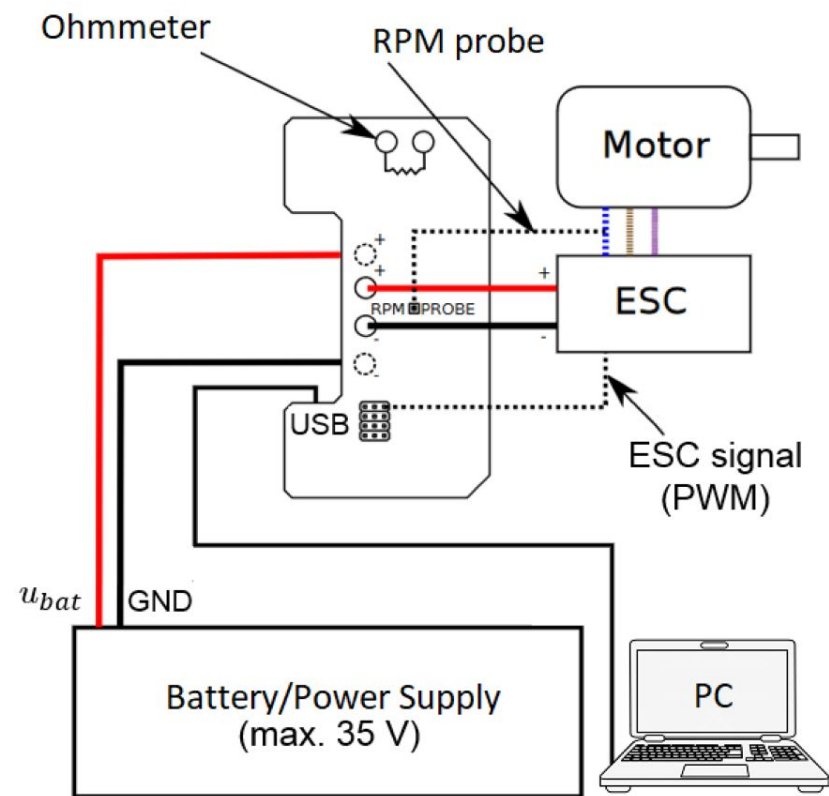 Ohmmeter
RPM probe
Motor
+
+
+
RPM PROBE
ESC
-
-
-
USB
ESC signal
(PWM)
u_bat
GND
Battery/Power Supply
(max. 35 V)
PC